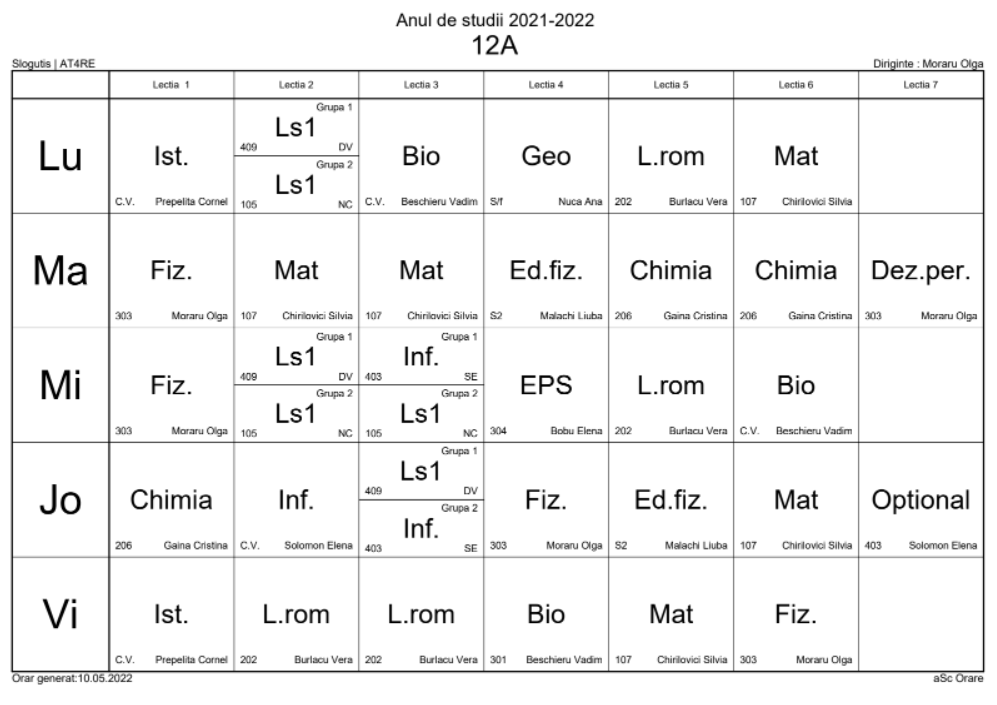 Anul de studii 2021-2022
12A
Slogutis | AT4RE Diriginte : Moraru Olga
Lectia 1 Lectia 2 Lectia 3 Lectia 4 Lectia 5 Lectia 6 Lectia 7
Lu
Ist.
C.V. Prepelita Cornel
Grupa 1
Ls1
409 DV
Grupa 2
Ls1
105 NC
Bio
C.V. Beschieru Vadim
Geo
S/f Nuca Ana
L.rom
202 Burlacu Vera
Mat
107 Chirilovici Silvia
Ma
Fiz.
303 Moraru Olga
Mat
107 Chirilovici Silvia
Mat
107 Chirilovici Silvia
Ed.fiz.
S2 Malachi Liuba
Chimia
206 Gaina Cristina
Chimia
206 Gaina Cristina
Dez.per.
303 Moraru Olga
Mi
Fiz.
303 Moraru Olga
Grupa 1
Ls1
409 DV
Grupa 2
Ls1
105 NC
Grupa 1
Inf.
403 SE
Grupa 2
Ls1
105 NC
EPS
304 Bobu Elena
L.rom
202 Burlacu Vera
Bio
C.V. Beschieru Vadim
Jo
Chimia
206 Gaina Cristina
Inf.
C.V. Solomon Elena
Grupa 1
Ls1
409 DV
Grupa 2
Inf.
403 SE
Fiz.
303 Moraru Olga
Ed.fiz.
S2 Malachi Liuba
Mat
107 Chirilovici Silvia
Optional
403 Solomon Elena
Vi
Ist.
C.V. Prepelita Cornel
L.rom
202 Burlacu Vera
L.rom
202 Burlacu Vera
Bio
301 Beschieru Vadim
Mat
107 Chirilovici Silvia
Fiz.
303 Moraru Olga
Orar generat:10.05.2022 aSc Orare